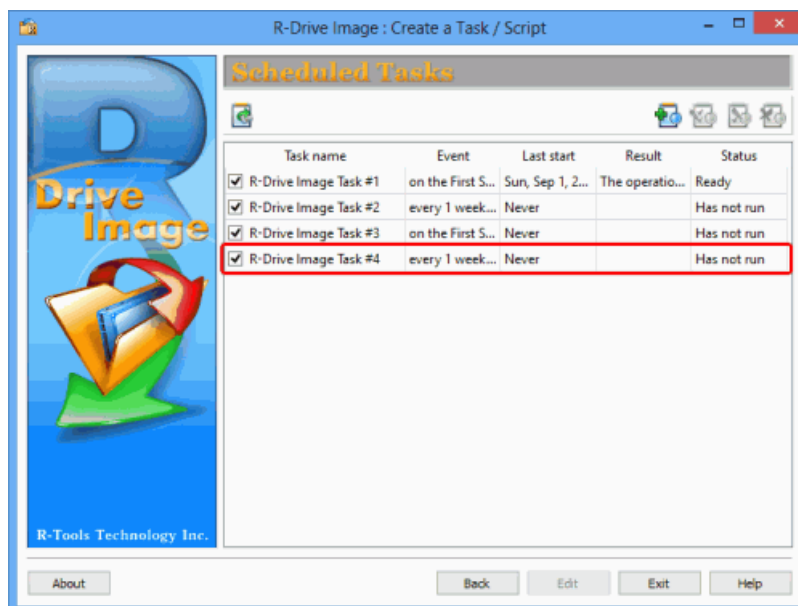 R-Drive Image : Create a Task / Script
R
Drive
Image
R-Tools Technology Inc.
Scheduled Tasks
Task name Event Last start Result Status
R-Drive Image Task #1 on the First S... Sun, Sep 1, 2... The operatio... Ready
R-Drive Image Task #2 every 1 week... Never Has not run
R-Drive Image Task #3 on the First S... Never Has not run
R-Drive Image Task #4 every 1 week... Never Has not run
About Back Edit Exit Help